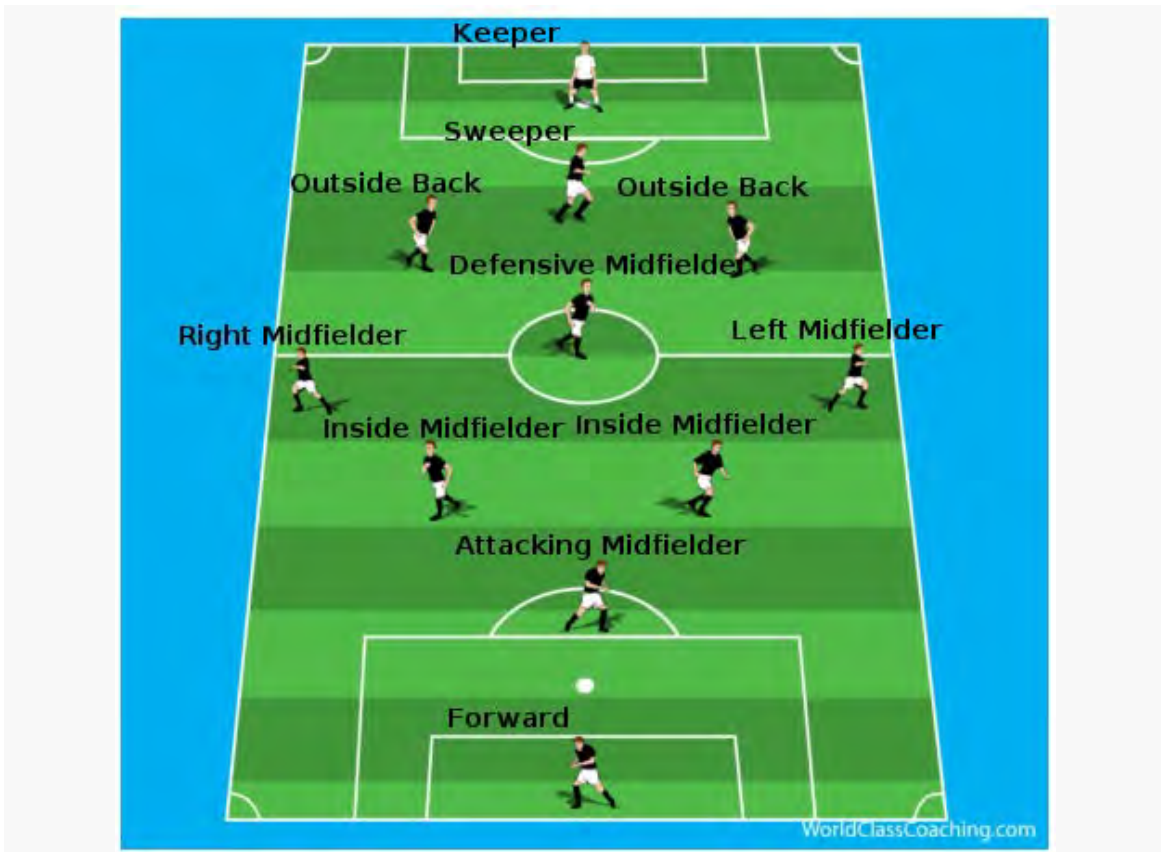 Keeper
Sweeper
Outside Back
Outside Back
Defensive Midfielder
Right Midfielder
Left Midfielder
Inside Midfielder
Inside Midfielder
Attacking Midfielder
Forward
WorldClassCoaching.com